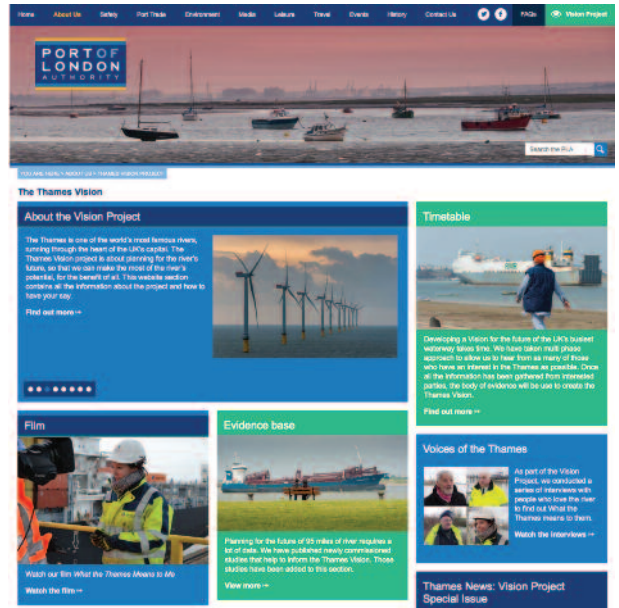 Home About Us Safety Port Trade Environment Media Leisure Travel Events History Contact Us FAQs Vision Project
PORT OF
LONDON
AUTHORITY
Search the PLA
YOU ARE HERE > ABOUT US > THAMES VISION PROJECT
The Thames Vision
About the Vision Project
The Thames is one of the world's most famous rivers,
running through the heart of the UK's capital. The
Thames Vision project is about planning for the river's
future, so that we can make the most of the river's
potential, for the benefit of all. This website section
contains all the information about the project and how to
have your say.
Find out more
Timetable
Developing a Vision for the future of the UK's busiest
waterway takes time. We have taken multi phase
approach to allow us to hear from as many of those
who have an interest in the Thames as possible. Once
all the information has been gathered from interested
parties, the body of evidence will be use to create the
Thames Vision.
Find out more
Film
Watch our film What the Thames Means to Me
Watch the film
Evidence base
Planning for the future of 95 miles of river requires a
lot of data. We have published newly commissioned
studies that help to inform the Thames Vision. Those
studies have been added to this section.
View more
Voices of the Thames
As part of the Vision
Project, we conducted a
series of interviews with
people who love the river
to find out What the
Thames means to them.
Watch the interviews
Thames News: Vision Project
Special Issue